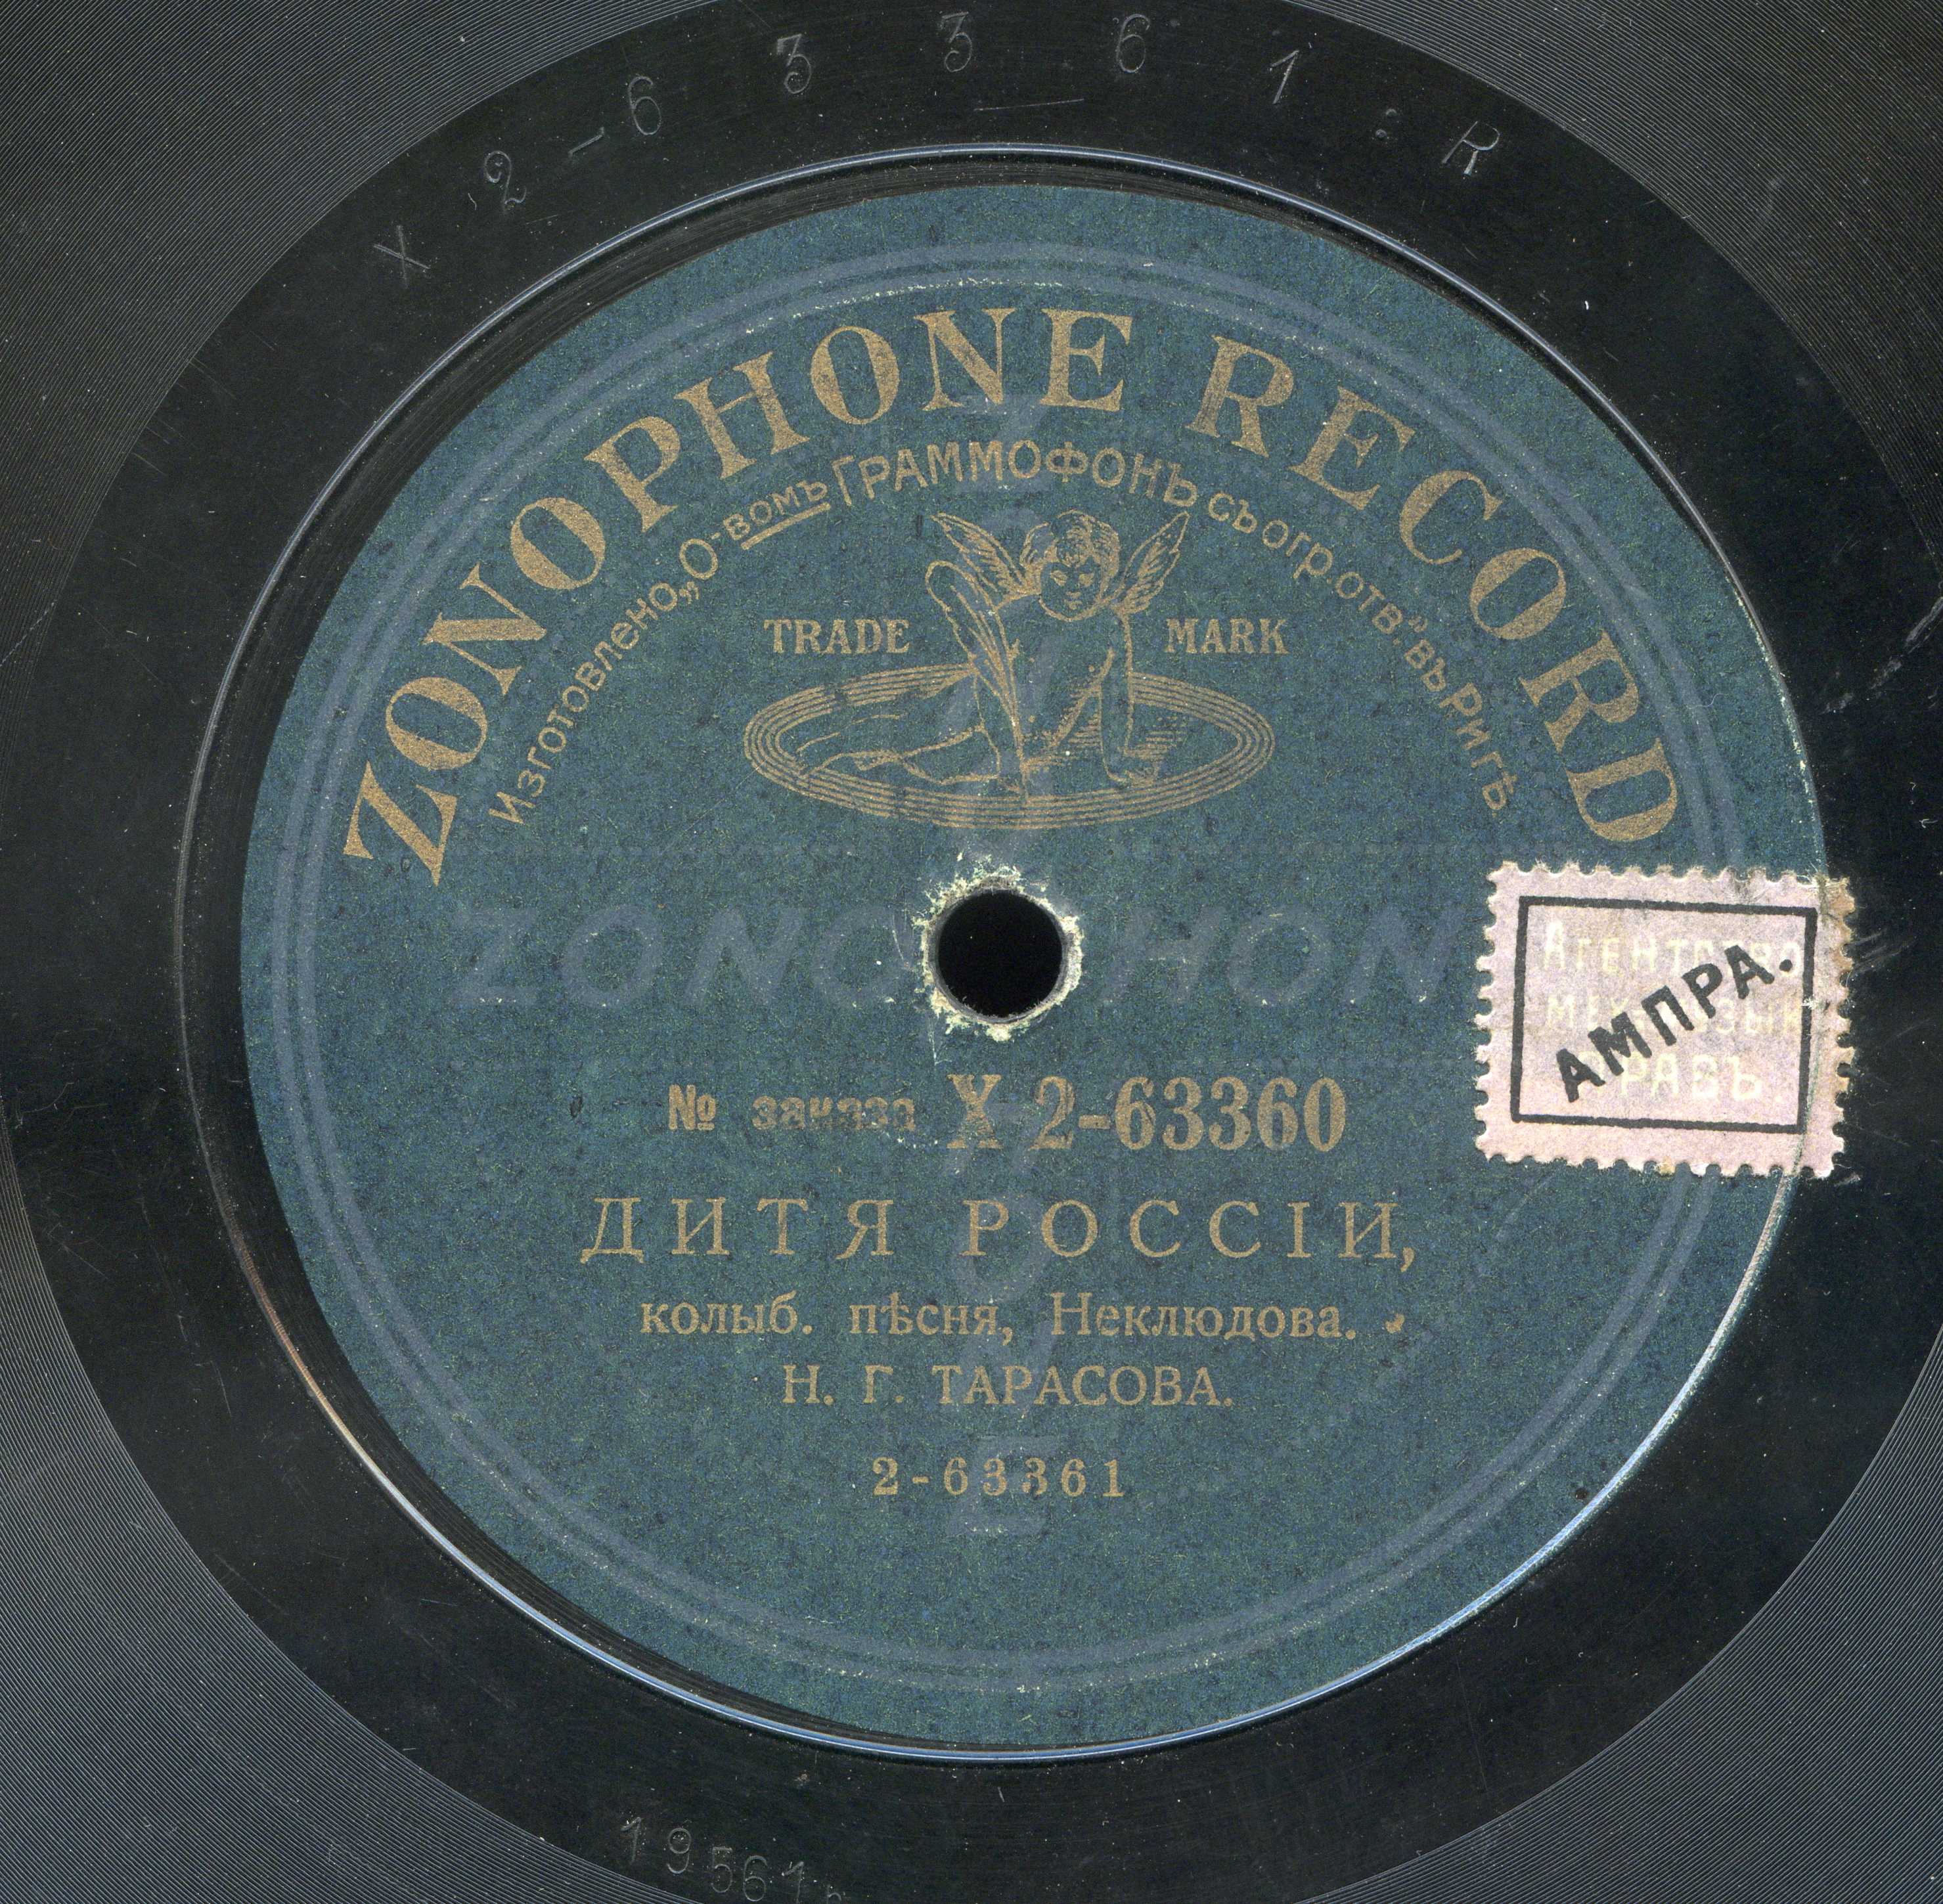 X 2-63361:R
ZONOPHONE RECORD
Изготовлено „О-вомъ ГРАММОФОНЪ съ огр. отв." въ Ригѣ
TRADE MARK
АМПРА.
№ заказа X 2-63360
ДИТЯ РОССІИ,
колыб. пѣсня, Неклюдова.
Н. Г. ТАРАСОВА.
2-63361
19561